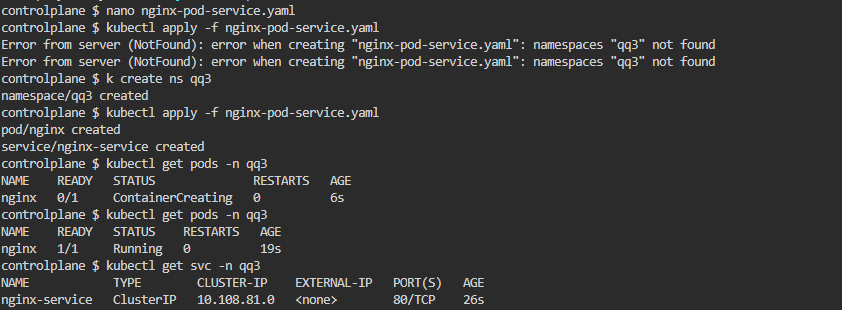 controlplane $ nano nginx-pod-service.yaml
controlplane $ kubectl apply -f nginx-pod-service.yaml
Error from server (NotFound): error when creating "nginx-pod-service.yaml": namespaces "qq3" not found
Error from server (NotFound): error when creating "nginx-pod-service.yaml": namespaces "qq3" not found
controlplane $ k create ns qq3
namespace/qq3 created
controlplane $ kubectl apply -f nginx-pod-service.yaml
pod/nginx created
service/nginx-service created
controlplane $ kubectl get pods -n qq3
NAME    READY   STATUS              RESTARTS   AGE
nginx   0/1     ContainerCreating   0          6s
controlplane $ kubectl get pods -n qq3
NAME    READY   STATUS    RESTARTS   AGE
nginx   1/1     Running   0          19s
controlplane $ kubectl get svc -n qq3
NAME            TYPE        CLUSTER-IP    EXTERNAL-IP   PORT(S)   AGE
nginx-service   ClusterIP   10.108.81.0   <none>        80/TCP    26s